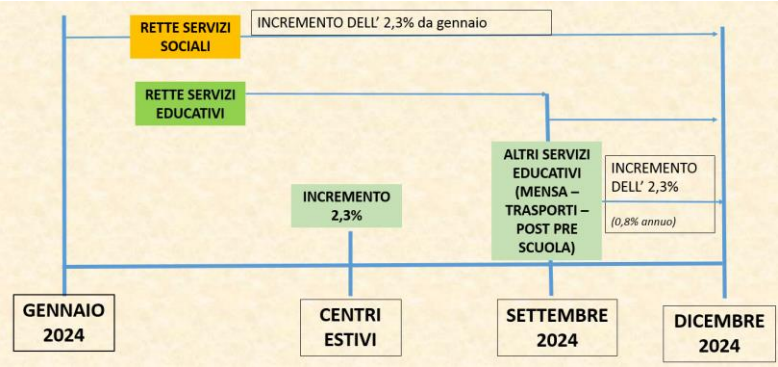 RETTE SERVIZI
SOCIALI
INCREMENTO DELL' 2,3% da gennaio
RETTE SERVIZI
EDUCATIVI
ALTRI SERVIZI
EDUCATIVI
(MENSA –
TRASPORTI –
POST PRE
SCUOLA)
INCREMENTO
DELL' 2,3%
(0,8% annuo)
INCREMENTO
2,3%
GENNAIO
2024
CENTRI
ESTIVI
SETTEMBRE
2024
DICEMBRE
2024